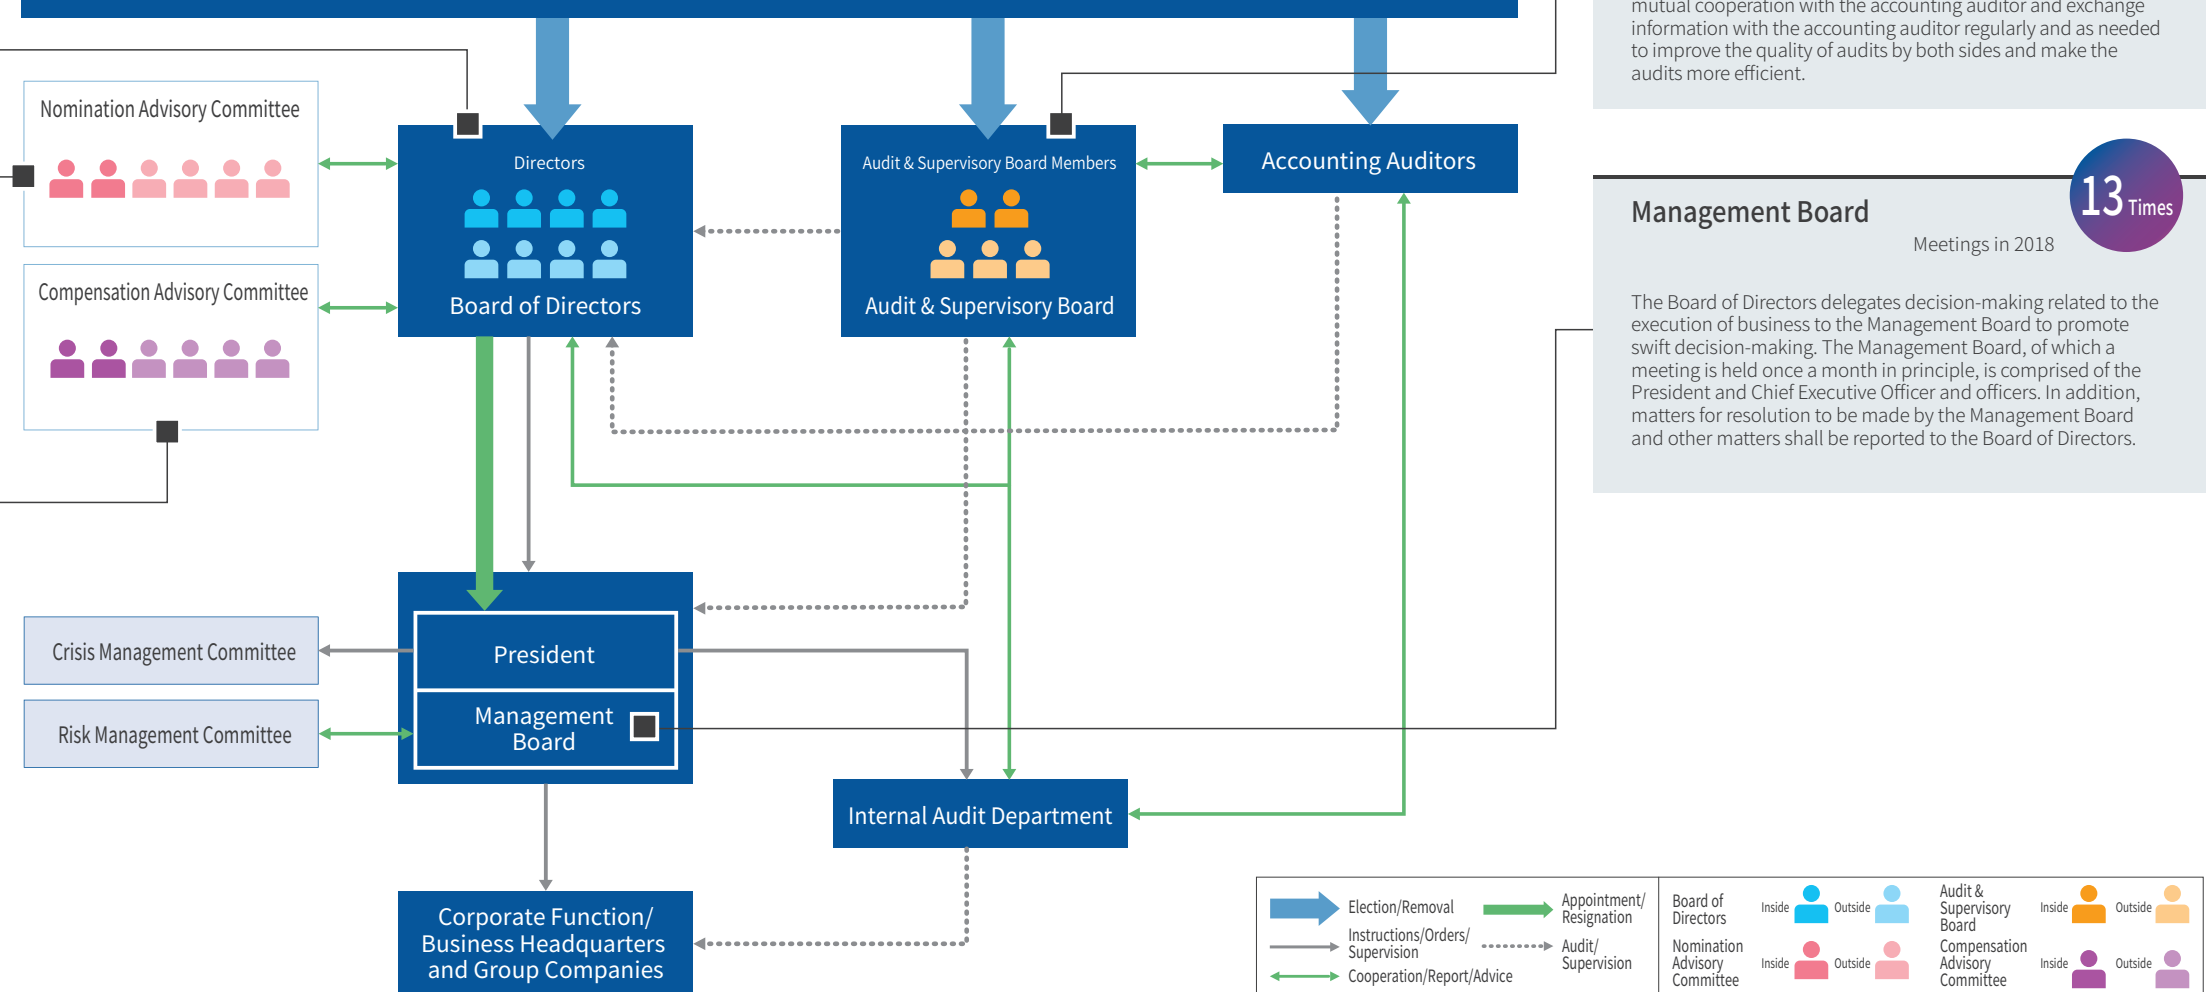 mutual cooperation with the accounting auditor and exchange
information with the accounting auditor regularly and as needed
to improve the quality of audits by both sides and make the
audits more efficient.
Nomination Advisory Committee
Directors
Board of Directors
Audit & Supervisory Board Members
Audit & Supervisory Board
Accounting Auditors
Compensation Advisory Committee
Management Board
13 Times
Meetings in 2018
The Board of Directors delegates decision-making related to the
execution of business to the Management Board to promote
swift decision-making. The Management Board, of which a
meeting is held once a month in principle, is comprised of the
President and Chief Executive Officer and officers. In addition,
matters for resolution to be made by the Management Board
and other matters shall be reported to the Board of Directors.
Crisis Management Committee
Risk Management Committee
President
Management
Board
Internal Audit Department
Corporate Function/
Business Headquarters
and Group Companies
Election/Removal
Appointment/
Resignation
Instructions/Orders/
Supervision
Audit/
Supervision
Cooperation/Report/Advice
Board of
Directors
Inside
Outside
Audit &
Supervisory
Board
Inside
Outside
Nomination
Advisory
Committee
Inside
Outside
Compensation
Advisory
Committee
Inside
Outside